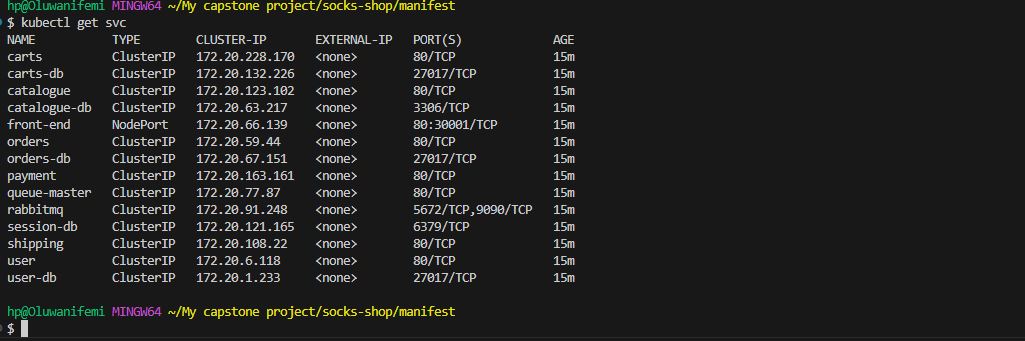 hp@Oluwanifemi MINGW64 ~/My capstone project/socks-shop/manifest
$ kubectl get svc
NAME TYPE CLUSTER-IP EXTERNAL-IP PORT(S) AGE
carts ClusterIP 172.20.228.170 <none> 80/TCP 15m
carts-db ClusterIP 172.20.132.226 <none> 27017/TCP 15m
catalogue ClusterIP 172.20.123.102 <none> 80/TCP 15m
catalogue-db ClusterIP 172.20.63.217 <none> 3306/TCP 15m
front-end NodePort 172.20.66.139 <none> 80:30001/TCP 15m
orders ClusterIP 172.20.59.44 <none> 80/TCP 15m
orders-db ClusterIP 172.20.67.151 <none> 27017/TCP 15m
payment ClusterIP 172.20.163.161 <none> 80/TCP 15m
queue-master ClusterIP 172.20.77.87 <none> 80/TCP 15m
rabbitmq ClusterIP 172.20.91.248 <none> 5672/TCP,9090/TCP 15m
session-db ClusterIP 172.20.121.165 <none> 6379/TCP 15m
shipping ClusterIP 172.20.108.22 <none> 80/TCP 15m
user ClusterIP 172.20.6.118 <none> 80/TCP 15m
user-db ClusterIP 172.20.1.233 <none> 27017/TCP 15m
hp@Oluwanifemi MINGW64 ~/My capstone project/socks-shop/manifest
$